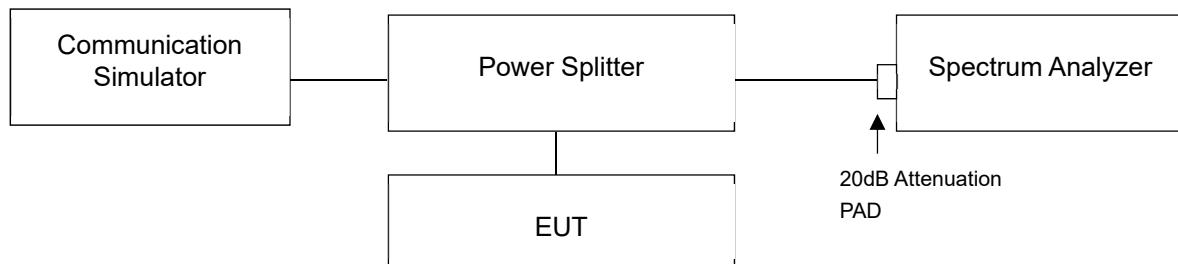 Communication
Simulator
Power Splitter
Spectrum Analyzer
20dB Attenuation
PAD
EUT